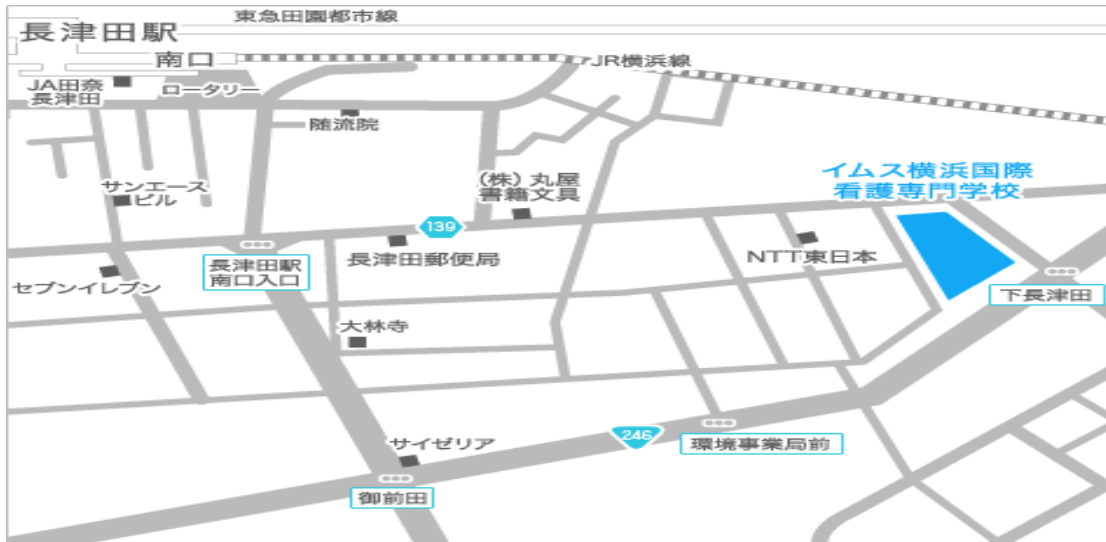 東急田園都市線
長津田駅
南口
JR横浜線
JA田奈
長津田
ロータリー
随流院
イムス横浜国際
看護専門学校
(株)丸屋
書籍文具
サンエース
ビル
139
長津田郵便局
NTT東日本
長津田駅
南口入口
セブンイレブン
下長津田
大林寺
246
サイゼリア
環境事業局前
御前田